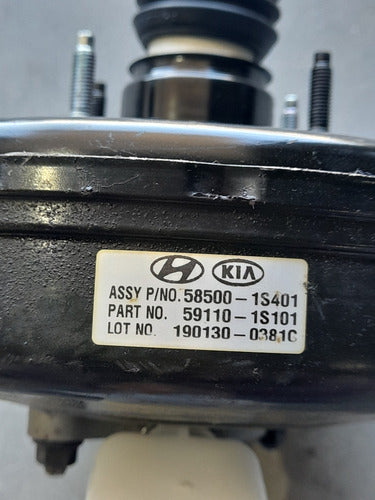 KIA
ASSY P/NO. 58500-1S401
PART NO. 59110-1S101
LOT NO. 190130-0381C